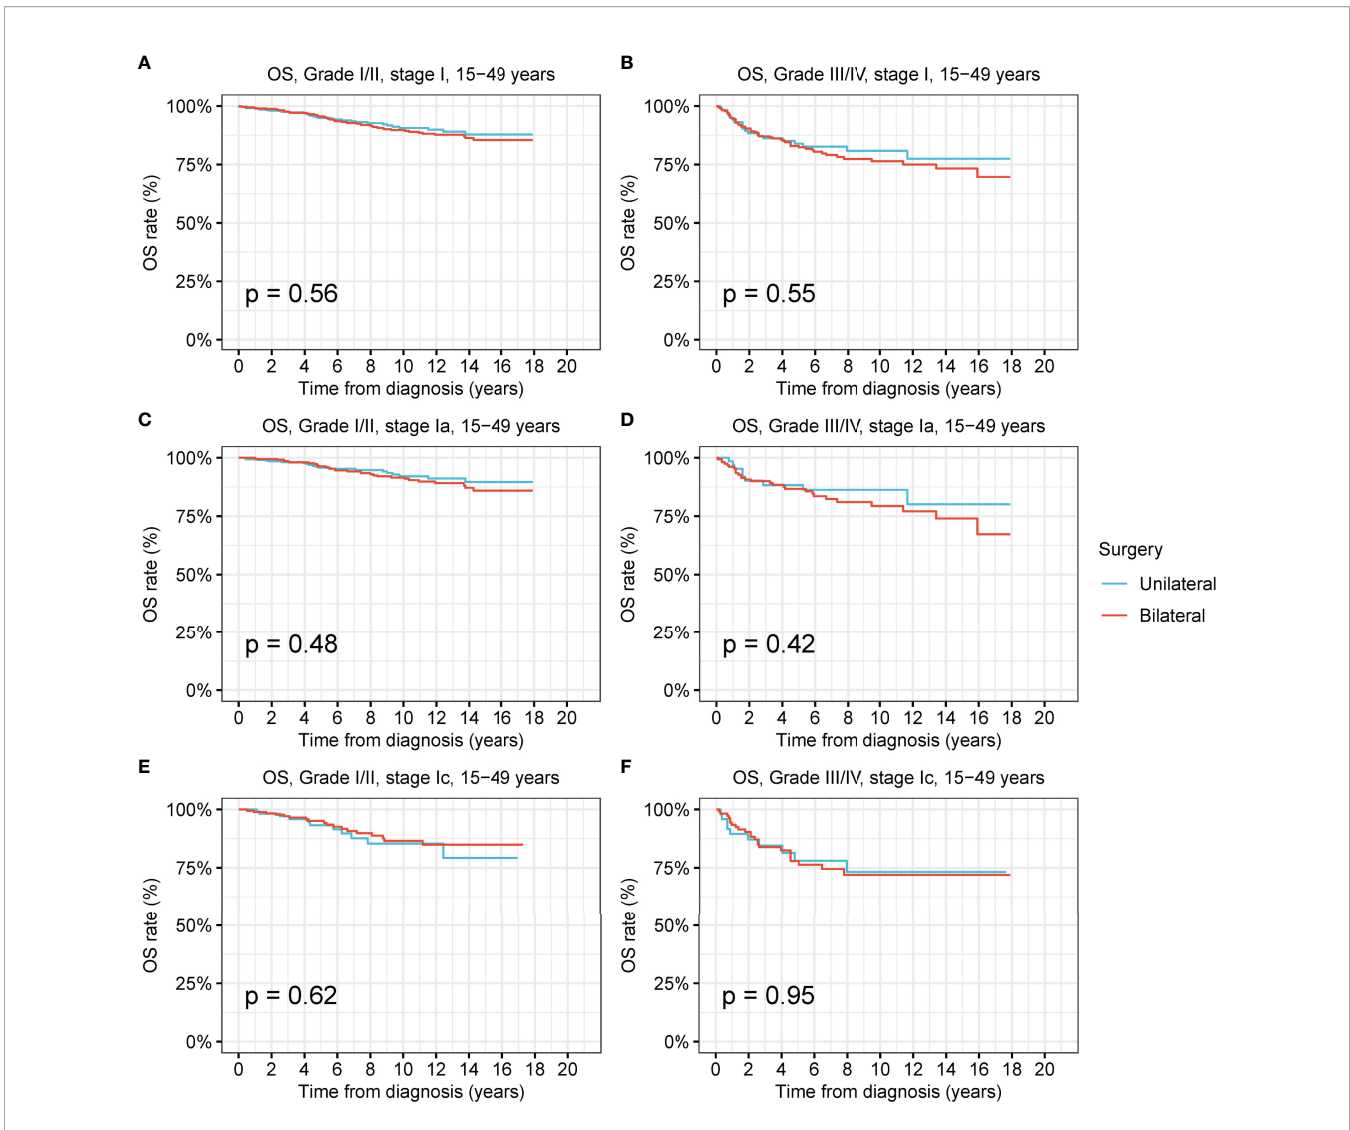 A
OS, Grade I/II, stage I, 15−49 years
100%
75%
50%
25%
0%
OS rate (%)
p = 0.56
0 2 4 6 8 10 12 14 16 18 20
Time from diagnosis (years)
B
OS, Grade III/IV, stage I, 15−49 years
100%
75%
50%
25%
0%
OS rate (%)
p = 0.55
0 2 4 6 8 10 12 14 16 18 20
Time from diagnosis (years)
C
OS, Grade I/II, stage Ia, 15−49 years
100%
75%
50%
25%
0%
OS rate (%)
p = 0.48
0 2 4 6 8 10 12 14 16 18 20
Time from diagnosis (years)
D
OS, Grade III/IV, stage Ia, 15−49 years
100%
75%
50%
25%
0%
OS rate (%)
p = 0.42
0 2 4 6 8 10 12 14 16 18 20
Time from diagnosis (years)
Surgery
Unilateral
Bilateral
E
OS, Grade I/II, stage Ic, 15−49 years
100%
75%
50%
25%
0%
OS rate (%)
p = 0.62
0 2 4 6 8 10 12 14 16 18 20
Time from diagnosis (years)
F
OS, Grade III/IV, stage Ic, 15−49 years
100%
75%
50%
25%
0%
OS rate (%)
p = 0.95
0 2 4 6 8 10 12 14 16 18 20
Time from diagnosis (years)